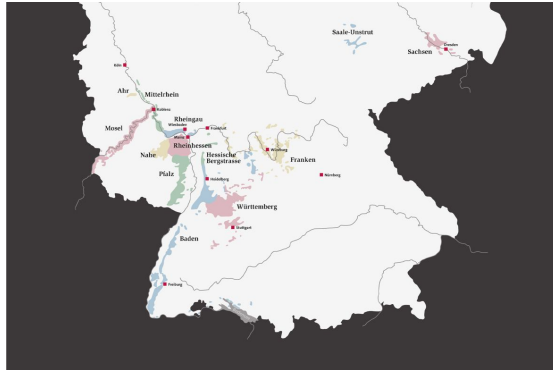 Saale-Unstrut
Sachsen
Dresden
Köln
Ahr
Mittelrhein
Koblenz
Mosel
Rheingau
Wiesbaden
Frankfurt
Mainz
Rheinhessen
Nahe
Hessische
Bergstrasse
Würzburg
Franken
Pfalz
Heidelberg
Nürnberg
Württemberg
Stuttgart
Baden
Freiburg